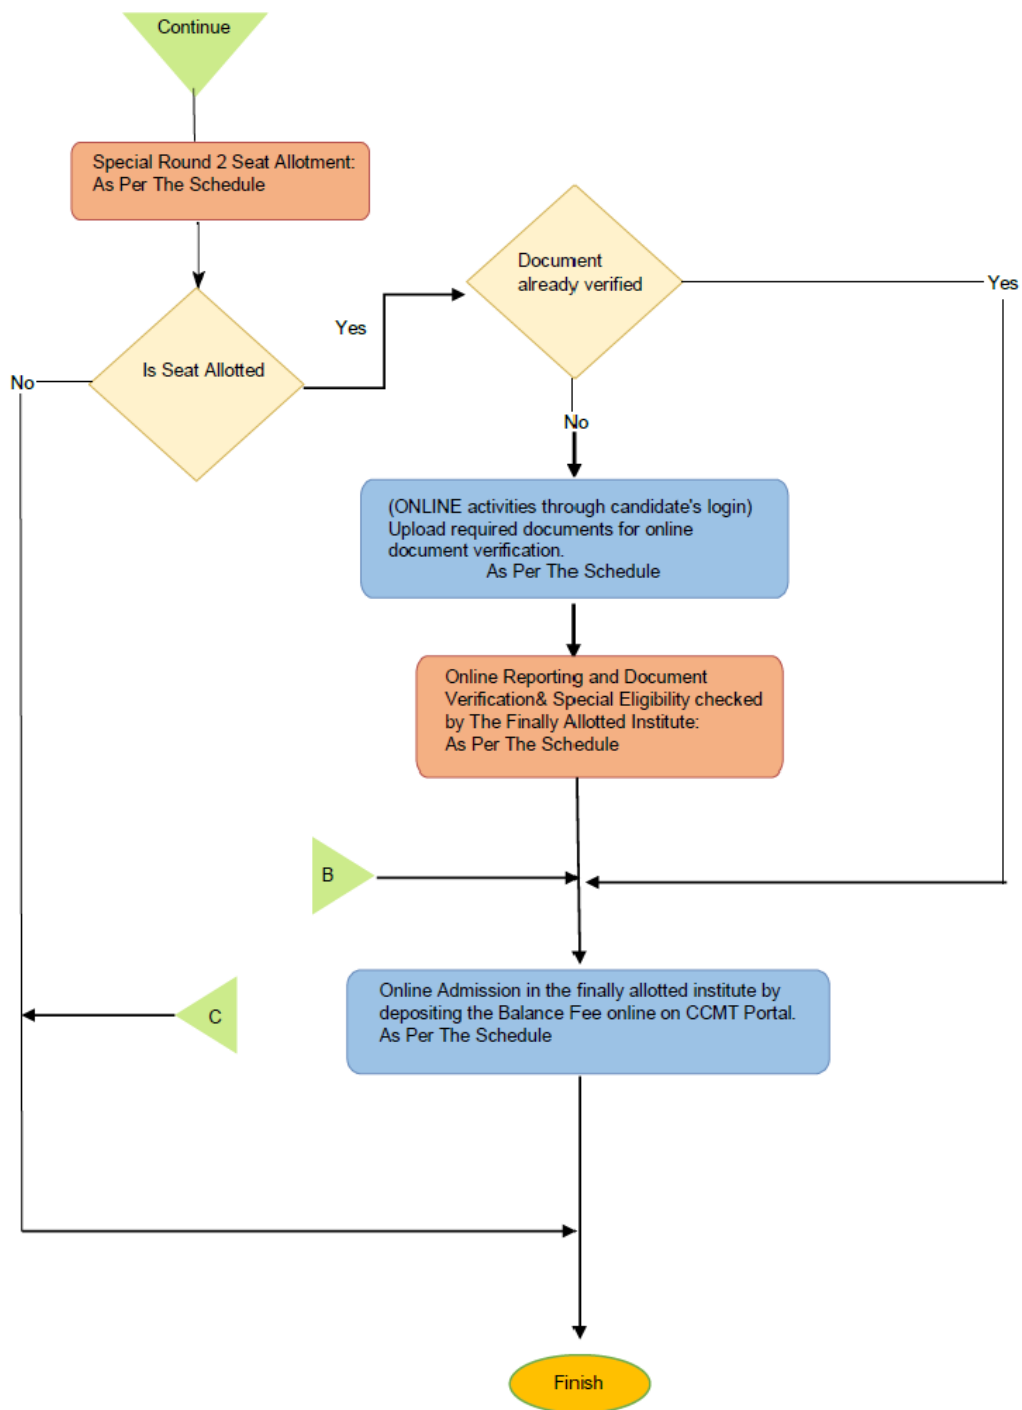 Continue
Special Round 2 Seat Allotment:
As Per The Schedule
Document
already verified
Yes
Yes
Is Seat Allotted
No
No
(ONLINE activities through candidate's login)
Upload required documents for online
document verification.
As Per The Schedule
Online Reporting and Document
Verification& Special Eligibility checked
by The Finally Allotted Institute:
As Per The Schedule
B
Online Admission in the finally allotted institute by
depositing the Balance Fee online on CCMT Portal.
As Per The Schedule
C
Finish